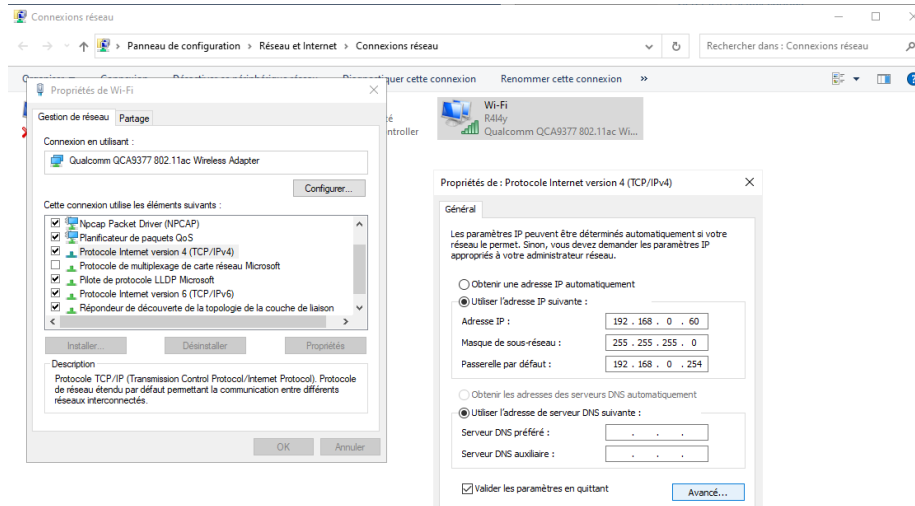 Connexions réseau
Panneau de configuration > Réseau et Internet > Connexions réseau
Rechercher dans : Connexions réseau
quer cette connexion
Renommer cette connexion
»
Propriétés de Wi-Fi
Gestion de réseau
Partage
Connexion en utilisant :
Qualcomm QCA9377 802.11ac Wireless Adapter
Configurer...
Cette connexion utilise les éléments suivants :
Npcap Packet Driver (NPCAP)
Planificateur de paquets QoS
Protocole Internet version 4 (TCP/IPv4)
Protocole de multiplexage de carte réseau Microsoft
Pilote de protocole LLDP Microsoft
Protocole Internet version 6 (TCP/IPv6)
Répondeur de découverte de la topologie de la couche de liaison
Installer...
Désinstaller
Propriétés
Description
Protocole TCP/IP (Transmission Control Protocol/Internet Protocol). Protocole
de réseau étendu par défaut permettant la communication entre différents
réseaux interconnectés.
OK
Annuler
té
ntroller
Wi-Fi
R4l4y
Qualcomm QCA9377 802.11ac Wi...
Propriétés de : Protocole Internet version 4 (TCP/IPv4)
Général
Les paramètres IP peuvent être déterminés automatiquement si votre
réseau le permet. Sinon, vous devez demander les paramètres IP
appropriés à votre administrateur réseau.
Obtenir une adresse IP automatiquement
Utiliser l'adresse IP suivante :
Adresse IP :
192 . 168 . 0 . 60
Masque de sous-réseau :
255 . 255 . 255 . 0
Passerelle par défaut :
192 . 168 . 0 . 254
Obtenir les adresses des serveurs DNS automatiquement
Utiliser l'adresse de serveur DNS suivante :
Serveur DNS préféré :
. . .
Serveur DNS auxiliaire :
. . .
Valider les paramètres en quittant
Avancé...